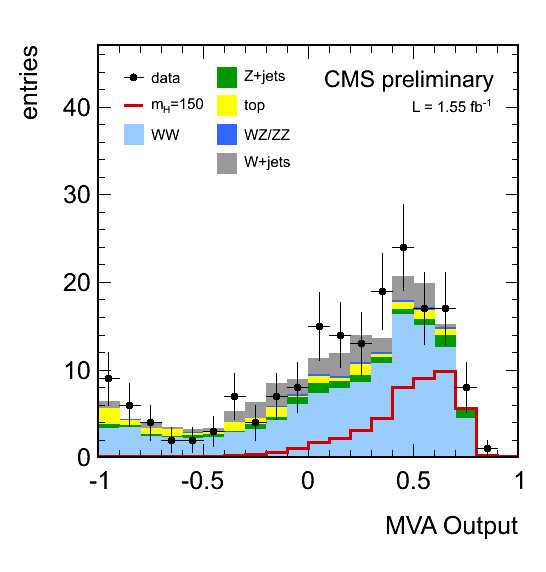 entries
CMS preliminary
L = 1.55 fb⁻¹
data
m_H=150
WW
Z+jets
top
WZ/ZZ
W+jets
40
30
20
10
0
-1
-0.5
0
0.5
1
MVA Output